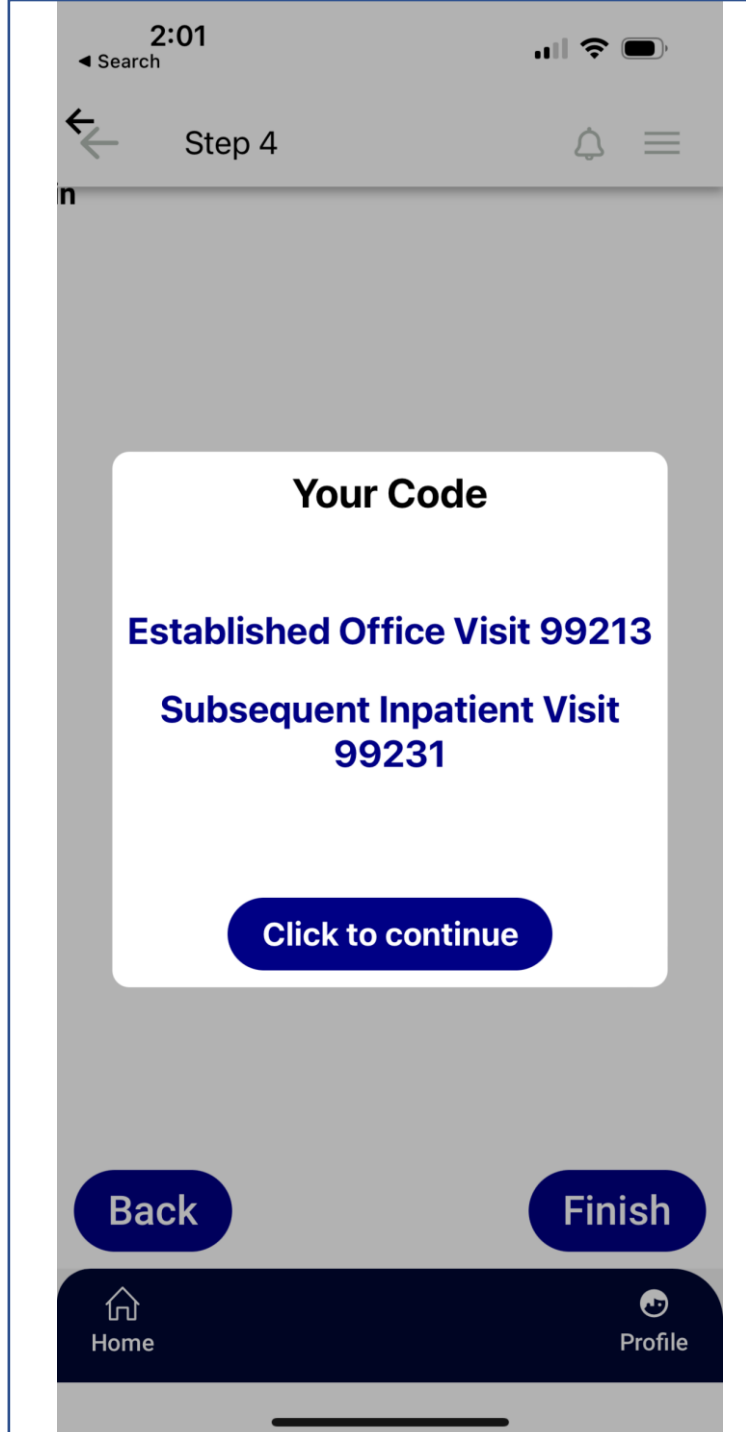 2:01
◄ Search
Step 4
in
Your Code
Established Office Visit 99213
Subsequent Inpatient Visit
99231
Click to continue
Back
Finish
Home
Profile